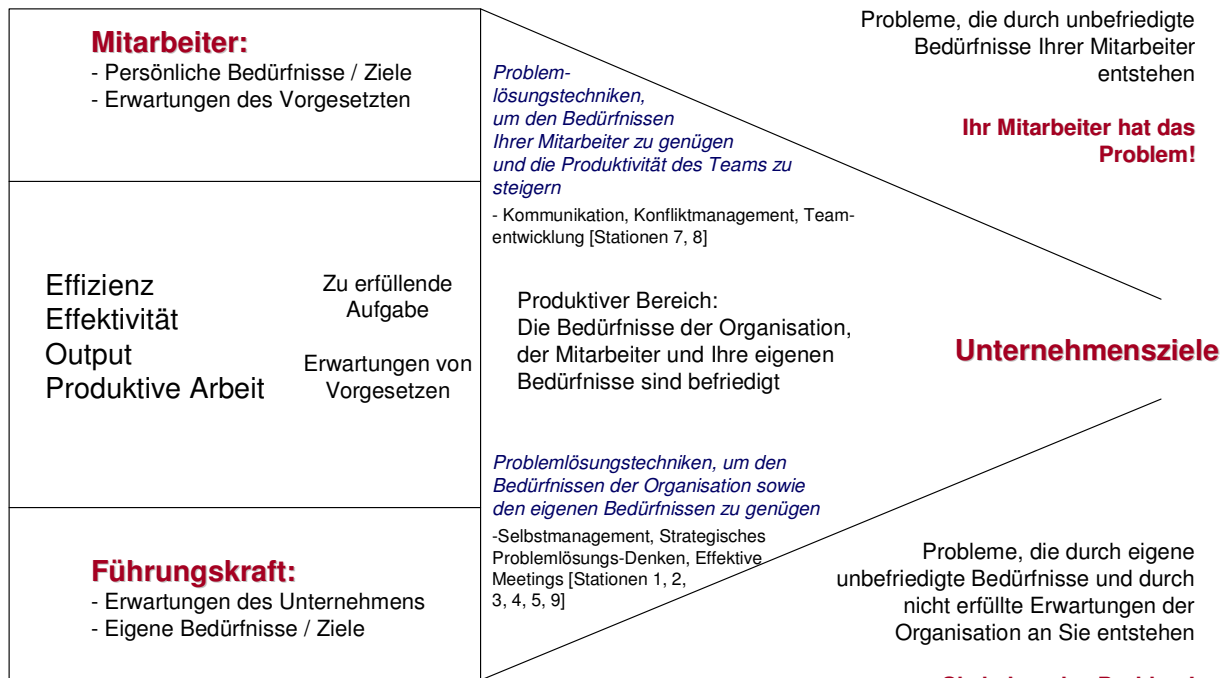 Mitarbeiter:
- Persönliche Bedürfnisse / Ziele
- Erwartungen des Vorgesetzten
Problem-
lösungstechniken,
um den Bedürfnissen
Ihrer Mitarbeiter zu genügen
und die Produktivität des Teams zu
steigern
- Kommunikation, Konfliktmanagement, Team-
entwicklung [Stationen 7, 8]
Probleme, die durch unbefriedigte
Bedürfnisse Ihrer Mitarbeiter
entstehen
Ihr Mitarbeiter hat das
Problem!
Effizienz
Effektivität
Output
Produktive Arbeit
Zu erfüllende
Aufgabe
Erwartungen von
Vorgesetzen
Produktiver Bereich:
Die Bedürfnisse der Organisation,
der Mitarbeiter und Ihre eigenen
Bedürfnisse sind befriedigt
Unternehmensziele
Führungskraft:
- Erwartungen des Unternehmens
- Eigene Bedürfnisse / Ziele
Problemlösungstechniken, um den
Bedürfnissen der Organisation sowie
den eigenen Bedürfnissen zu genügen
-Selbstmanagement, Strategisches
Problemlösungs-Denken, Effektive
Meetings [Stationen 1, 2,
3, 4, 5, 9]
Probleme, die durch eigene
unbefriedigte Bedürfnisse und durch
nicht erfüllte Erwartungen der
Organisation an Sie entstehen